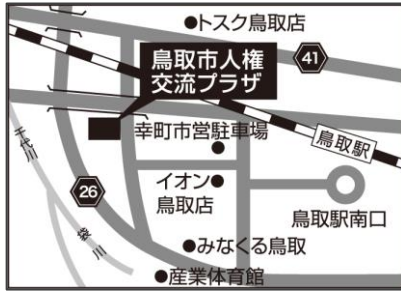 トスク鳥取店
鳥取市人権
交流プラザ
41
鳥取駅
幸町市営駐車場
千代川
袋川
26
イオン
鳥取店
鳥取駅南口
みなくる鳥取
産業体育館